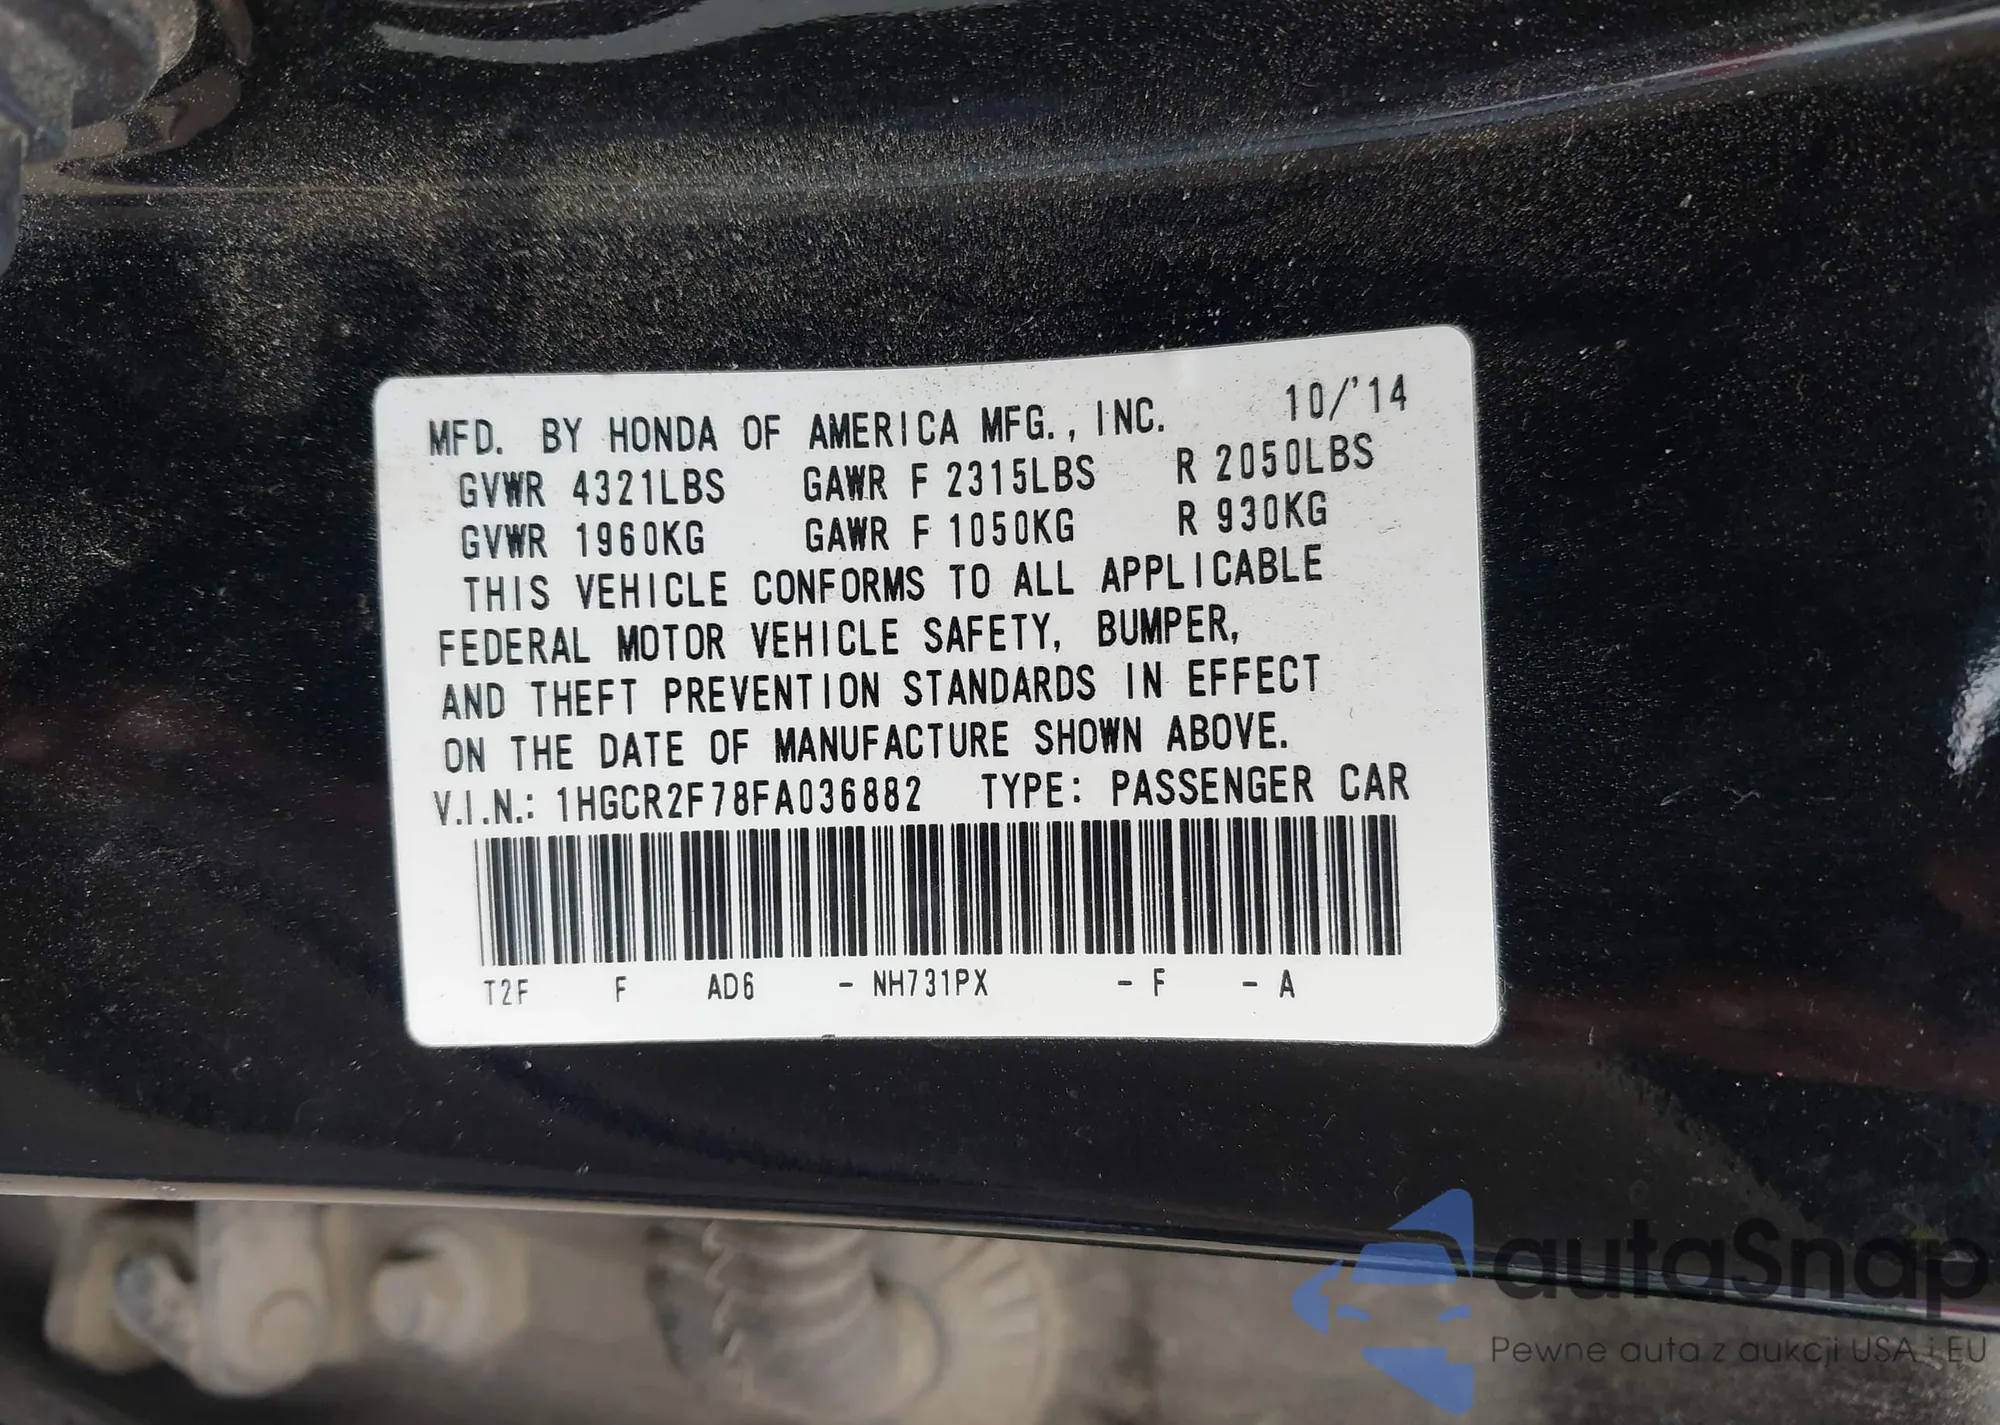 MFD. BY HONDA OF AMERICA MFG., INC. 10/'14
GVWR 4321LBS GAWR F 2315LBS R 2050LBS
GVWR 1960KG GAWR F 1050KG R 930KG
THIS VEHICLE CONFORMS TO ALL APPLICABLE
FEDERAL MOTOR VEHICLE SAFETY, BUMPER,
AND THEFT PREVENTION STANDARDS IN EFFECT
ON THE DATE OF MANUFACTURE SHOWN ABOVE.
V.I.N.: 1HGCR2F78FA036882 TYPE: PASSENGER CAR
T2F F AD6 - NH731PX - F - A
autaSnap
Pewne auta z aukcji USA i EU